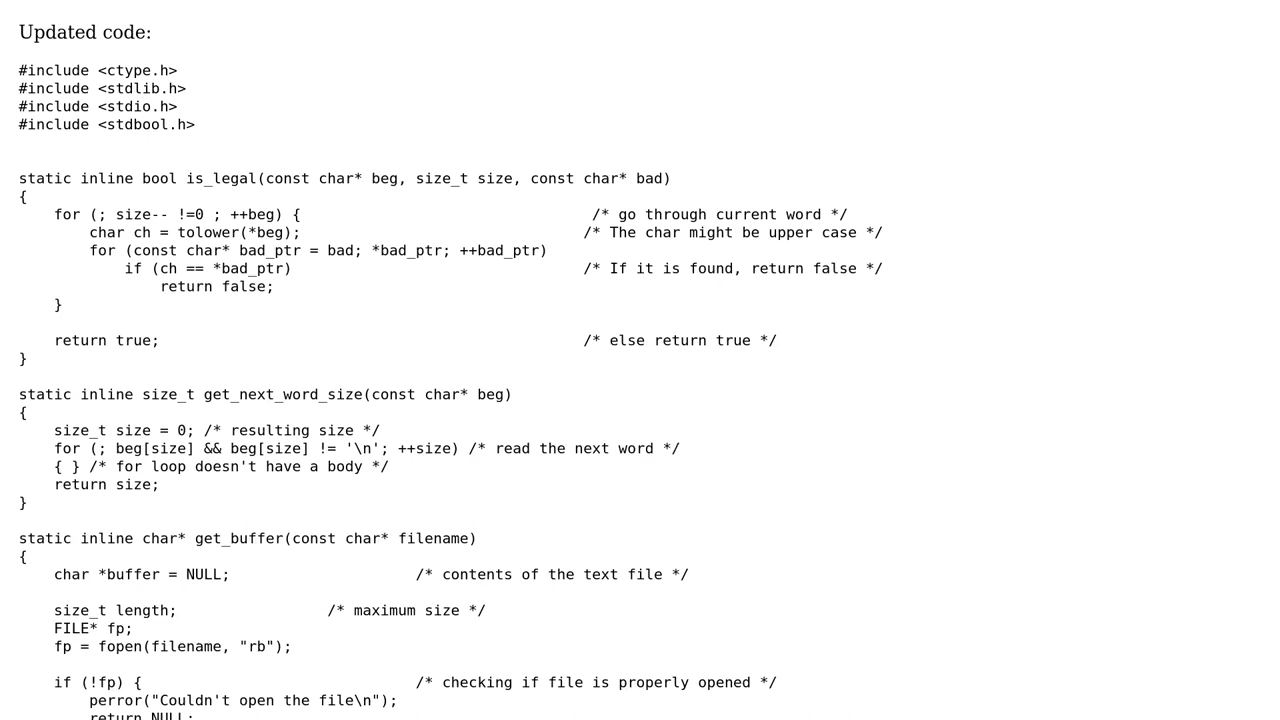 Updated code:
#include <ctype.h>
#include <stdlib.h>
#include <stdio.h>
#include <stdbool.h>
static inline bool is_legal(const char* beg, size_t size, const char* bad)
{
    for (; size-- !=0 ; ++beg) {                                 /* go through current word */
        char ch = tolower(*beg);                                /* The char might be upper case */
        for (const char* bad_ptr = bad; *bad_ptr; ++bad_ptr)
            if (ch == *bad_ptr)                                 /* If it is found, return false */
                return false;
    }
    return true;                                                /* else return true */
}
static inline size_t get_next_word_size(const char* beg)
{
    size_t size = 0; /* resulting size */
    for (; beg[size] && beg[size] != '\n'; ++size) /* read the next word */
    { } /* for loop doesn't have a body */
    return size;
}
static inline char* get_buffer(const char* filename)
{
    char *buffer = NULL;                     /* contents of the text file */
    size_t length;                 /* maximum size */
    FILE* fp;
    fp = fopen(filename, "rb");
    if (!fp) {                               /* checking if file is properly opened */
        perror("Couldn't open the file\n");
        return NULL;